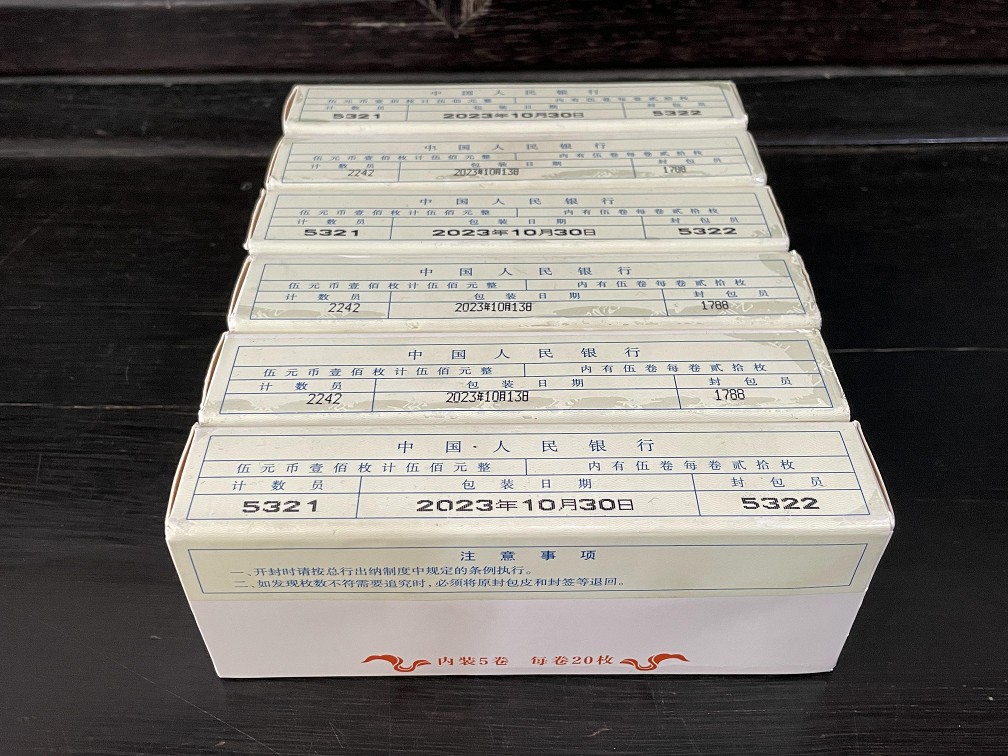 中国人民银行
伍元币壹佰枚计伍佰元整 内有伍卷每卷贰拾枚
计数员 包装日期 封包员
5321 2023年10月30日 5322
中国人民银行
伍元币壹佰枚计伍佰元整 内有伍卷每卷贰拾枚
计数员 包装日期 封包员
2242 2023年10月13日 1788
中国人民银行
伍元币壹佰枚计伍佰元整 内有伍卷每卷贰拾枚
计数员 包装日期 封包员
5321 2023年10月30日 5322
中国人民银行
伍元币壹佰枚计伍佰元整 内有伍卷每卷贰拾枚
计数员 包装日期 封包员
2242 2023年10月13日 1788
中国人民银行
伍元币壹佰枚计伍佰元整 内有伍卷每卷贰拾枚
计数员 包装日期 封包员
2242 2023年10月13日 1788
中国·人民银行
伍元币壹佰枚计伍佰元整 内有伍卷每卷贰拾枚
计数员 包装日期 封包员
5321 2023年10月30日 5322
注意事项
一、开封时请按总行出纳制度中规定的条例执行。
二、如发现枚数不符需要追究时,必须将原封包皮和封签等退回。
内装5卷 每卷20枚